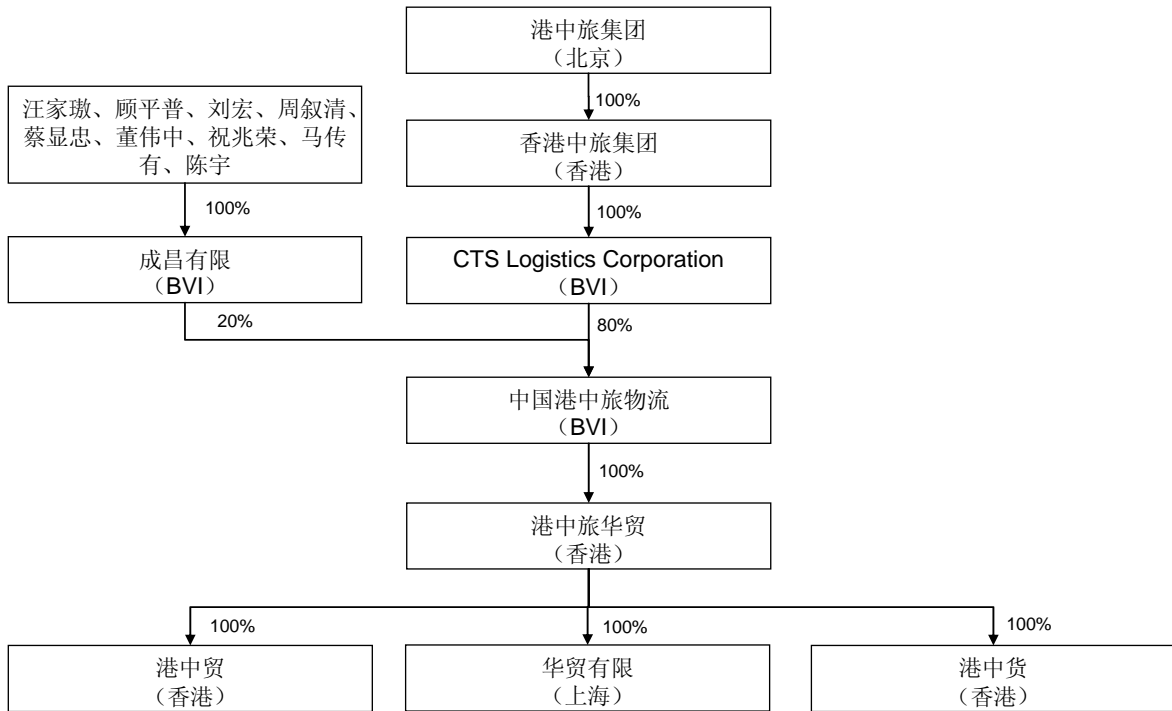 港中旅集团
（北京）
100%
汪家璈、顾平普、刘宏、周叙清、
蔡显忠、董伟中、祝兆荣、马传
有、陈宇
香港中旅集团
（香港）
100%
100%
成昌有限
（BVI）
CTS Logistics Corporation
（BVI）
20%
80%
中国港中旅物流
（BVI）
100%
港中旅华贸
（香港）
100%
100%
100%
港中贸
（香港）
华贸有限
（上海）
港中货
（香港）